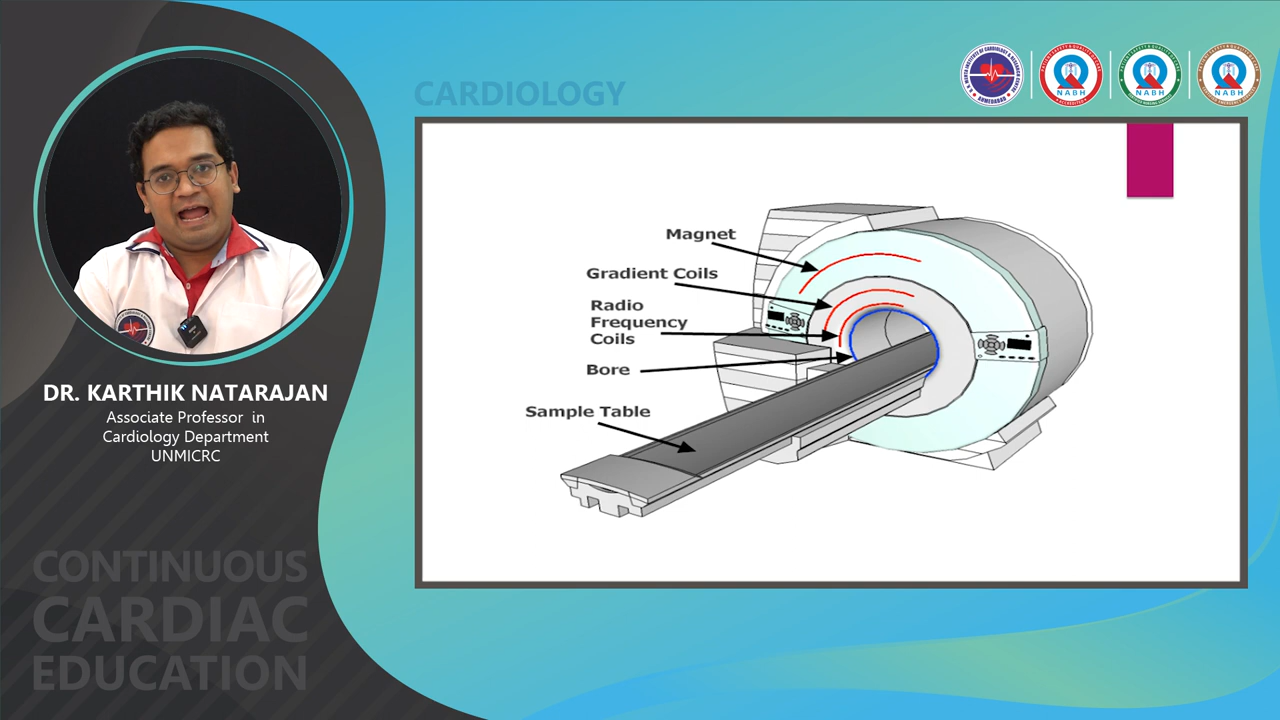 CARDIOLOGY
NABH
NABH
NABH
Magnet
Gradient Coils
Radio
Frequency
Coils
Bore
Sample Table
DR. KARTHIK NATARAJAN
Associate Professor in
Cardiology Department
UNMICRC
CONTINUOUS
CARDIAC
EDUCATION